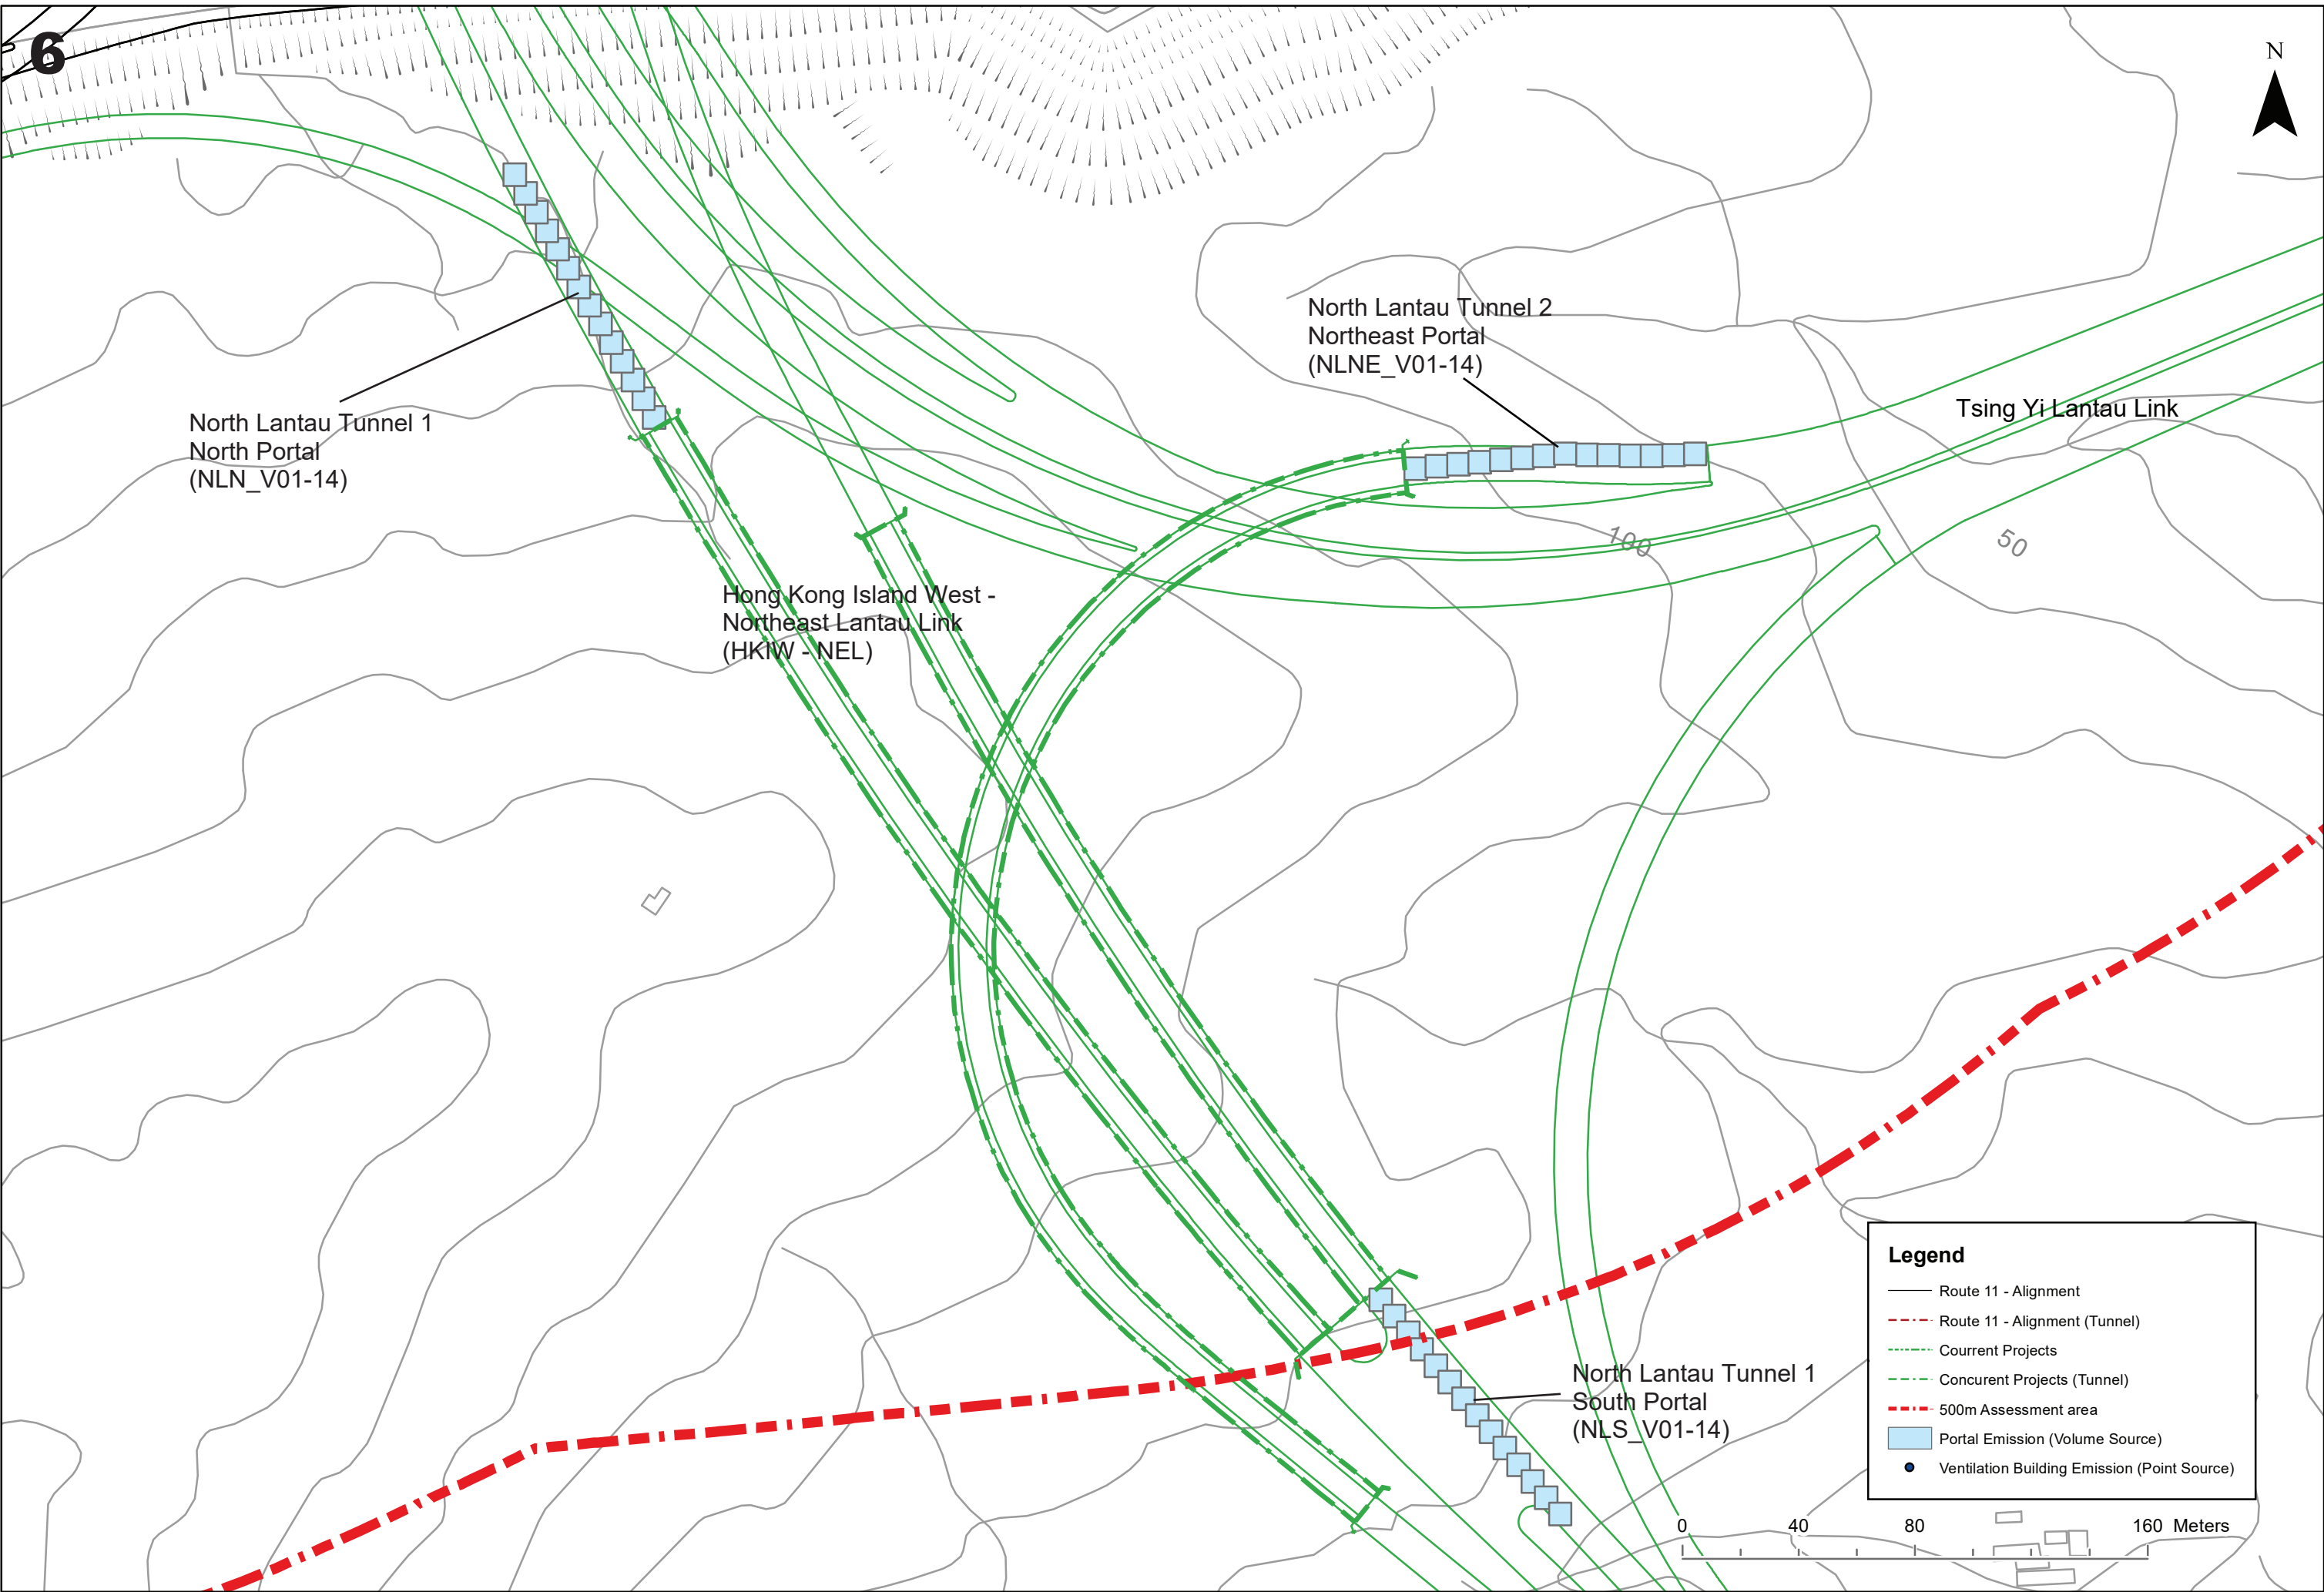 6
N
North Lantau Tunnel 2
Northeast Portal
(NLNE_V01-14)
Tsing Yi Lantau Link
North Lantau Tunnel 1
North Portal
(NLN_V01-14)
100
50
Hong Kong Island West -
Northeast Lantau Link
(HKIW - NEL)
North Lantau Tunnel 1
South Portal
(NLS_V01-14)
Legend
Route 11 - Alignment
Route 11 - Alignment (Tunnel)
Courrent Projects
Concurent Projects (Tunnel)
500m Assessment area
Portal Emission (Volume Source)
Ventilation Building Emission (Point Source)
0 40 80 160 Meters